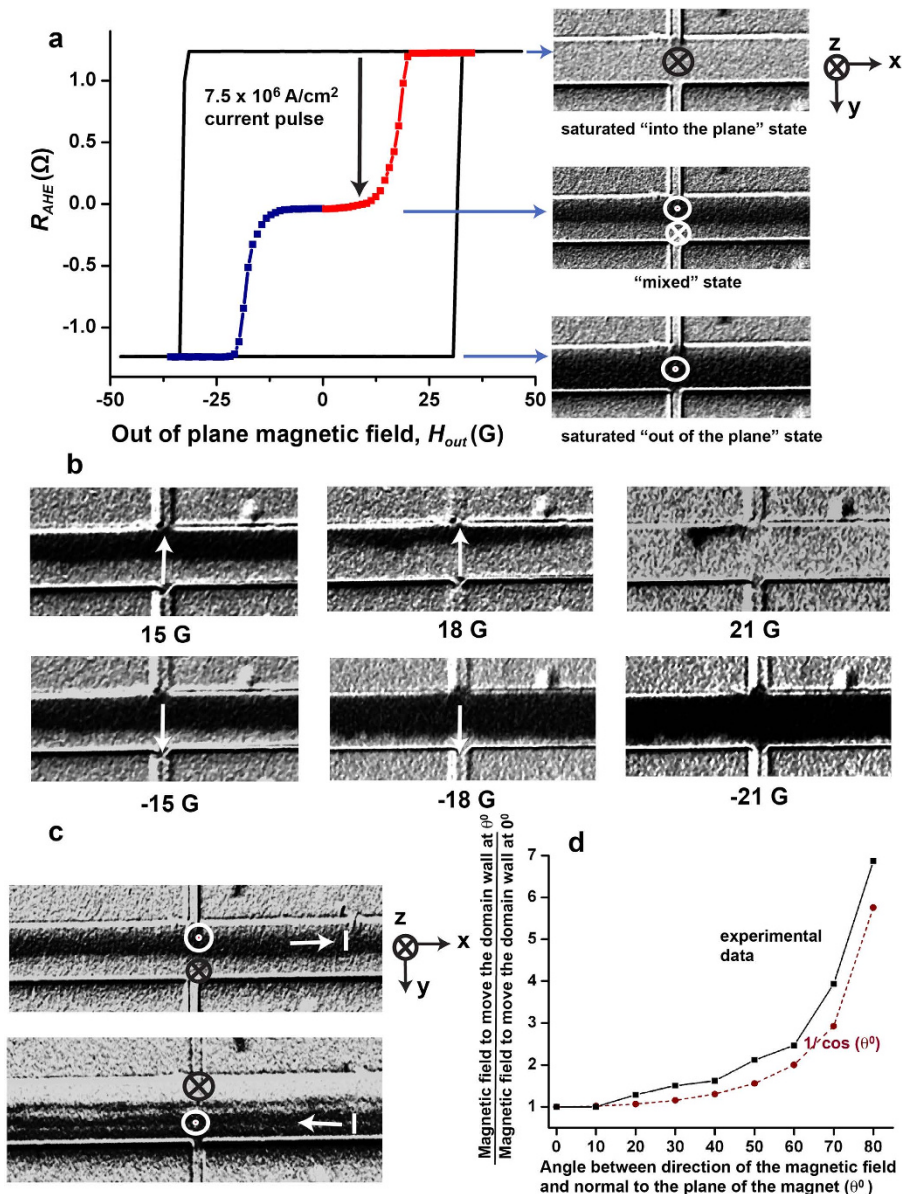 a
1.0
0.5
0.0
-0.5
-1.0
R_AHE (Ω)
7.5 x 10⁶ A/cm²
current pulse
-50 -25 0 25 50
Out of plane magnetic field, H_out (G)
saturated “into the plane” state
z
x
y
“mixed” state
saturated “out of the plane” state
b
15 G 18 G 21 G
-15 G -18 G -21 G
c
I
z
x
y
I
d
Magnetic field to move the domain wall at θ⁰
Magnetic field to move the domain wall at 0⁰
7
6
5
4
3
2
1
experimental
data
1/ cos (θ⁰)
0 10 20 30 40 50 60 70 80
Angle between direction of the magnetic field
and normal to the plane of the magnet (θ⁰)